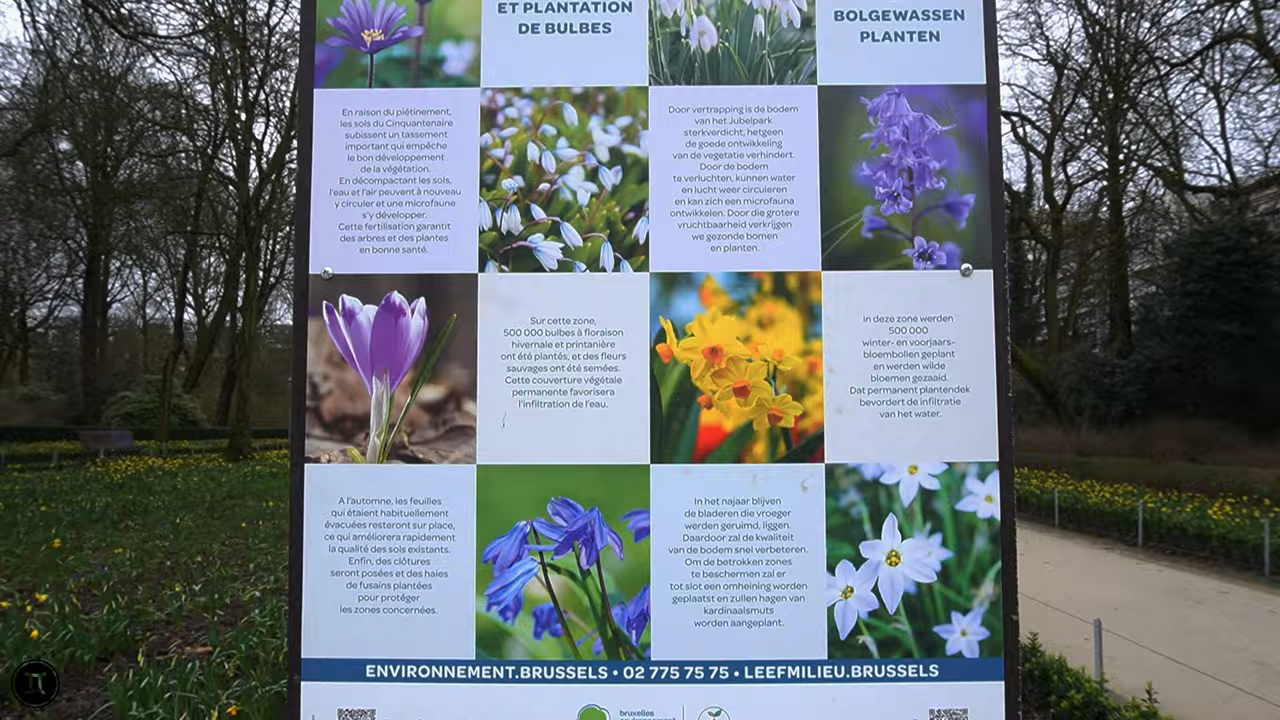 ET PLANTATION
DE BULBES
BOLGEWASSEN
PLANTEN
En raison du piétinement,
les sols du Cinquantenaire
subissent un tassement
important qui empêche
le bon développement
de la végétation.
En décompactant les sols,
l'eau et l'air peuvent à nouveau
y circuler et une microfaune
s'y développer.
Cette fertilisation garantit
des arbres et des plantes
en bonne santé.
Door vertrapping is de bodem
van het Jubelpark
sterkverdicht, hetgeen
de goede ontwikkeling
van de vegetatie verhindert.
Door de bodem
te verluchten, kunnen water
en lucht weer circuleren
en kan zich een microfauna
ontwikkelen. Door die grotere
vruchtbaarheid verkrijgen
we gezonde bomen
en planten.
Sur cette zone,
500 000 bulbes à floraison
hivernale et printanière
ont été plantés, et des fleurs
sauvages ont été semées.
Cette couverture végétale
permanente favorisera
l'infiltration de l'eau.
In deze zone werden
500 000
winter- en voorjaars-
bloembollen geplant
en werden wilde
bloemen gezaaid.
Dat permanent plantendek
bevordert de infiltratie
van het water.
A l'automne, les feuilles
qui étaient habituellement
évacuées resteront sur place,
ce qui améliorera rapidement
la qualité des sols existants.
Enfin, des clôtures
seront posées et des haies
de fusains plantées
pour protéger
les zones concernées.
In het najaar blijven
de bladeren die vroeger
werden geruimd, liggen.
Daardoor zal de kwaliteit
van de bodem snel verbeteren.
Om de betrokken zones
te beschermen zal er
tot slot een omheining worden
geplaatst en zullen hagen van
kardinaalsmuts
worden aangeplant.
ENVIRONNEMENT.BRUSSELS • 02 775 75 75 • LEEFMILIEU.BRUSSELS
bruxelles